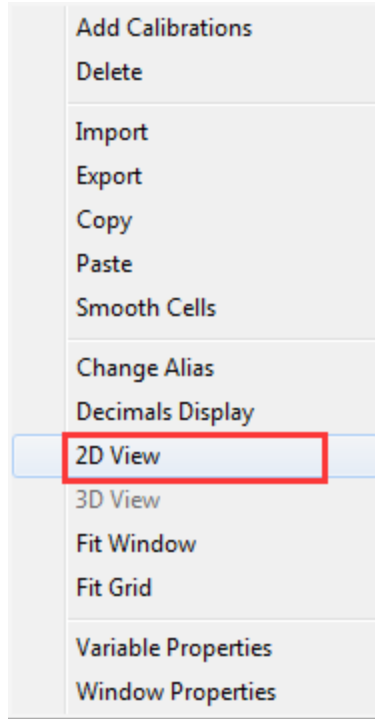 Add Calibrations
Delete
Import
Export
Copy
Paste
Smooth Cells
Change Alias
Decimals Display
2D View
3D View
Fit Window
Fit Grid
Variable Properties
Window Properties